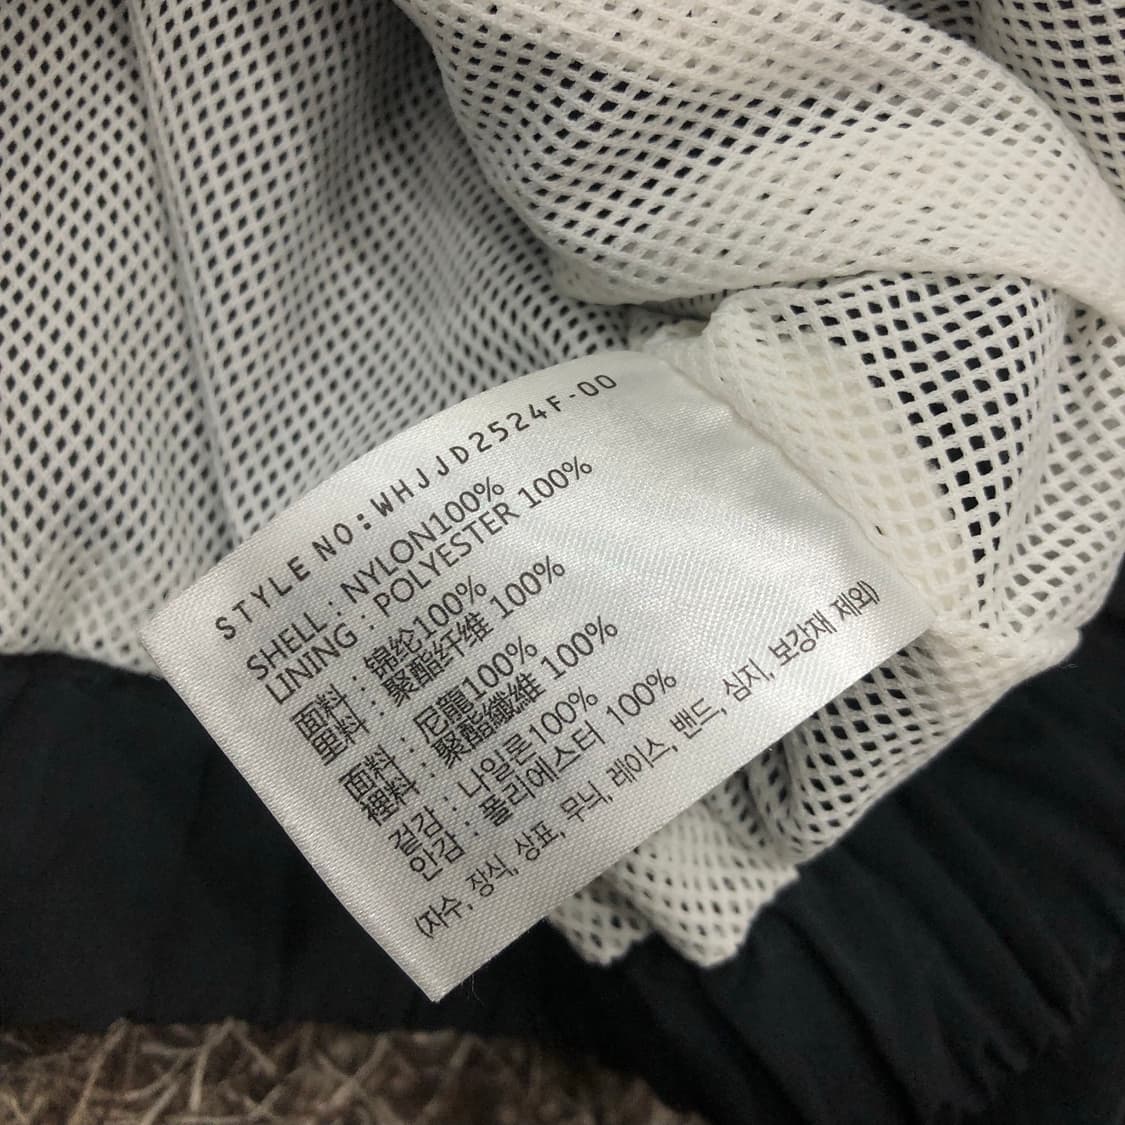 STYLE NO:WHJJD2524F-00
SHELL : NYLON100%
LINING : POLYESTER 100%
面料 : 锦纶100%
里料 : 聚酯纤维 100%
面料 : 尼龍100%
裡料 : 聚酯纖維 100%
겉감 : 나일론100%
안감 : 폴리에스터 100%
(자수, 장식, 상표, 무늬, 레이스, 밴드, 심지, 보강재 제외)